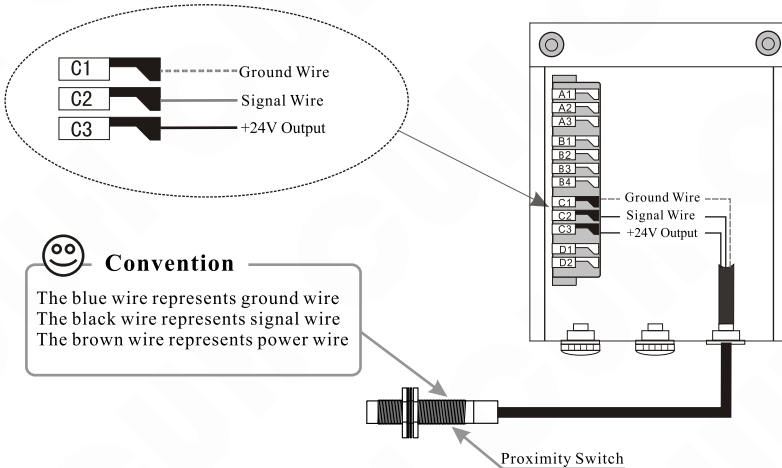 C1
Ground Wire
C2
Signal Wire
C3
+24V Output
A1
A2
A3
B1
B2
B3
B4
C1
Ground Wire
C2
Signal Wire
C3
+24V Output
D1
D2
Convention
The blue wire represents ground wire
The black wire represents signal wire
The brown wire represents power wire
Proximity Switch